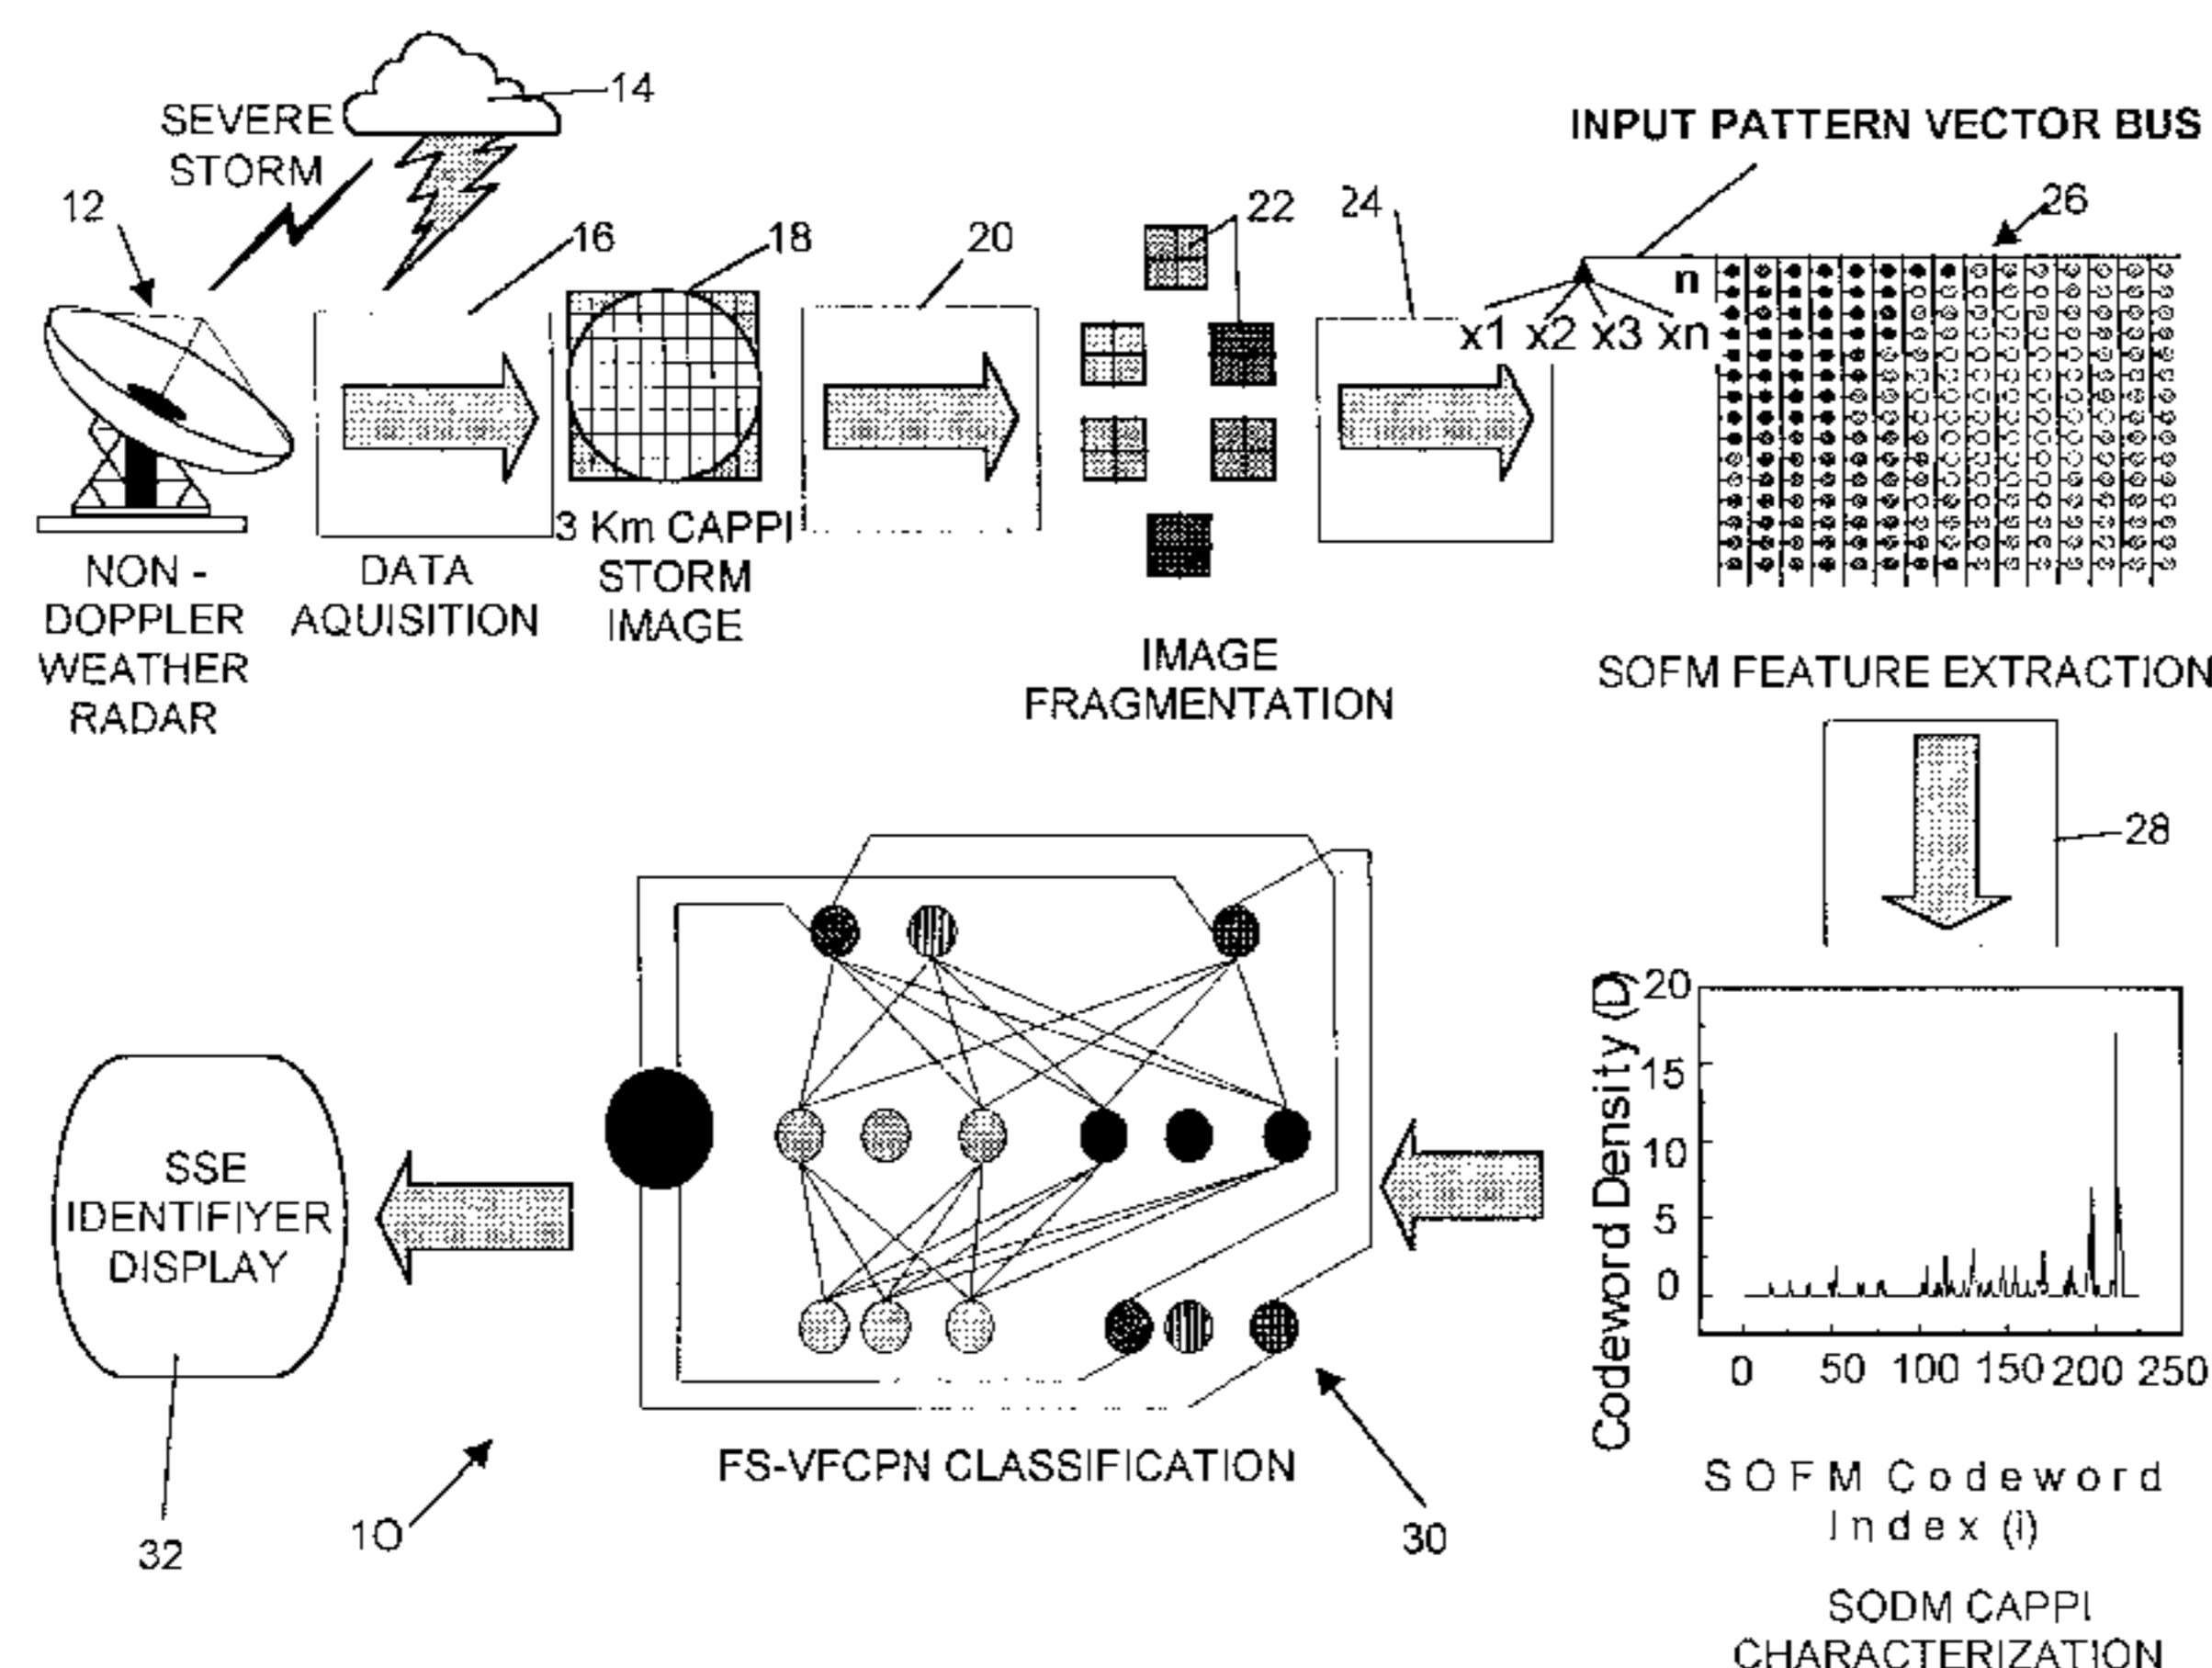 14
SEVERE
STORM
INPUT PATTERN VECTOR BUS
12
16
18
20
22
24
26
n
x1 x2 x3 xn
NON -
DOPPLER
WEATHER
RADAR
DATA
AQUISITION
3 Km CAPPI
STORM
IMAGE
IMAGE
FRAGMENTATION
SOFM FEATURE EXTRACTION
28
SSE
IDENTIFIYER
DISPLAY
32
10
FS-VFCPN CLASSIFICATION
30
Codeword Density (D)
20
15
10
5
0
0 50 100 150 200 250
SOFM Codeword
Index (i)
SODM CAPPI
CHARACTERIZATION